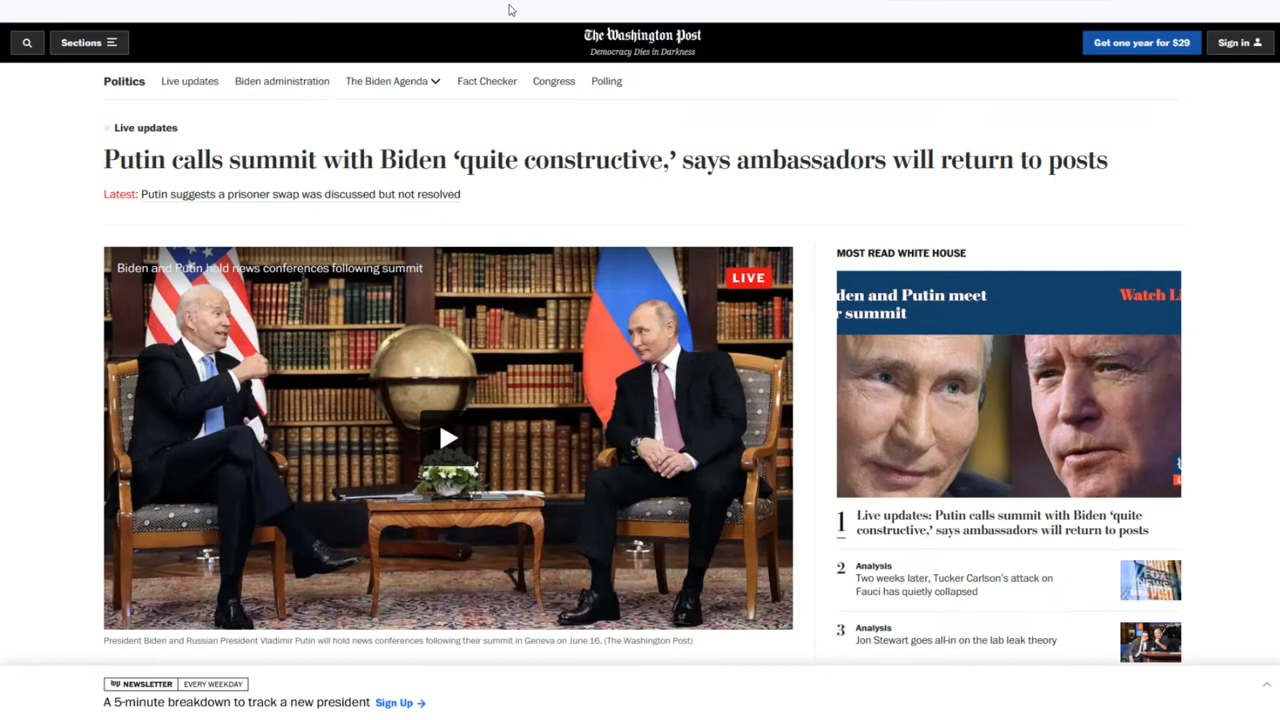 Sections
The Washington Post
Democracy Dies in Darkness
Get one year for $29
Sign in
Politics
Live updates
Biden administration
The Biden Agenda
Fact Checker
Congress
Polling
Live updates
Putin calls summit with Biden ‘quite constructive,’ says ambassadors will return to posts
Latest: Putin suggests a prisoner swap was discussed but not resolved
Biden and Putin hold news conferences following summit
LIVE
President Biden and Russian President Vladimir Putin will hold news conferences following their summit in Geneva on June 16. (The Washington Post)
MOST READ WHITE HOUSE
den and Putin meet
r summit
Watch Li
1
Live updates: Putin calls summit with Biden ‘quite
constructive,’ says ambassadors will return to posts
2
Analysis
Two weeks later, Tucker Carlson’s attack on
Fauci has quietly collapsed
3
Analysis
Jon Stewart goes all-in on the lab leak theory
wp NEWSLETTER EVERY WEEKDAY
A 5-minute breakdown to track a new president Sign Up →